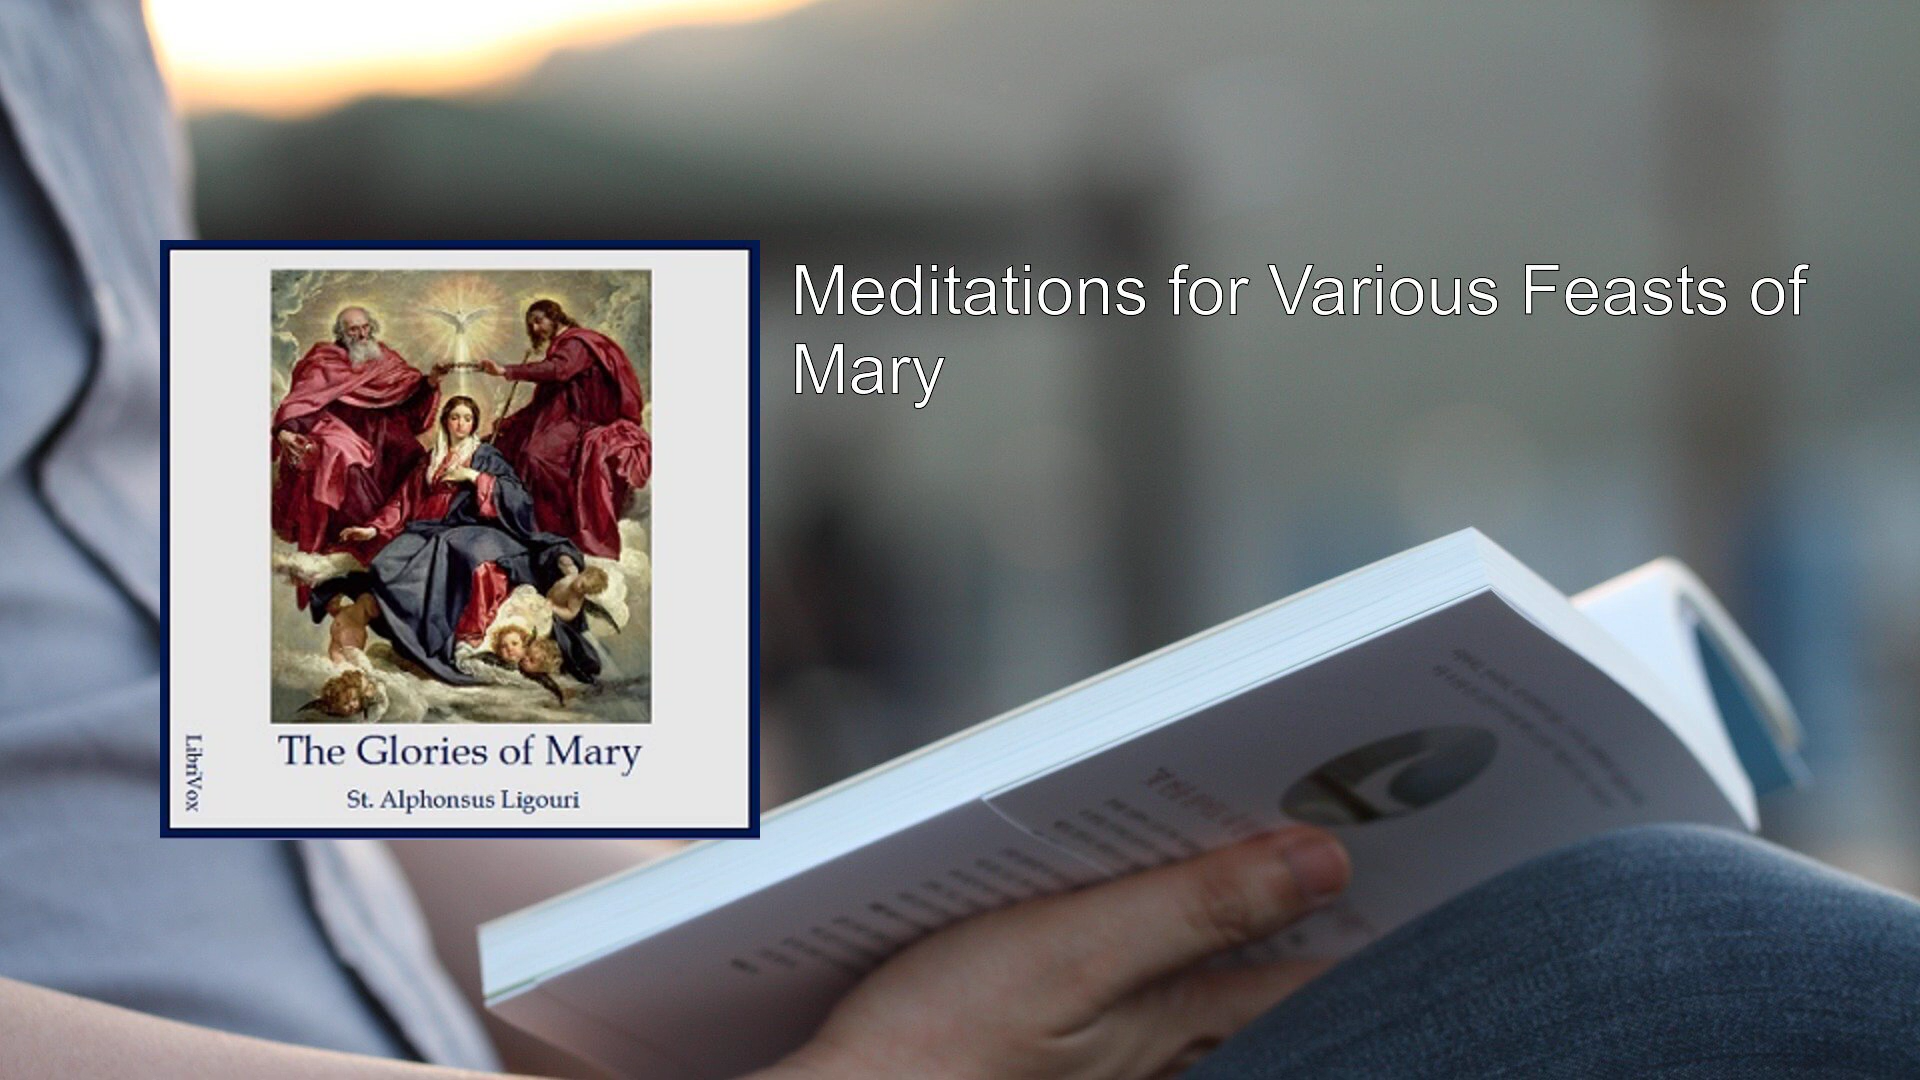 Meditations for Various Feasts of
Mary
The Glories of Mary
St. Alphonsus Ligouri
LibriVox